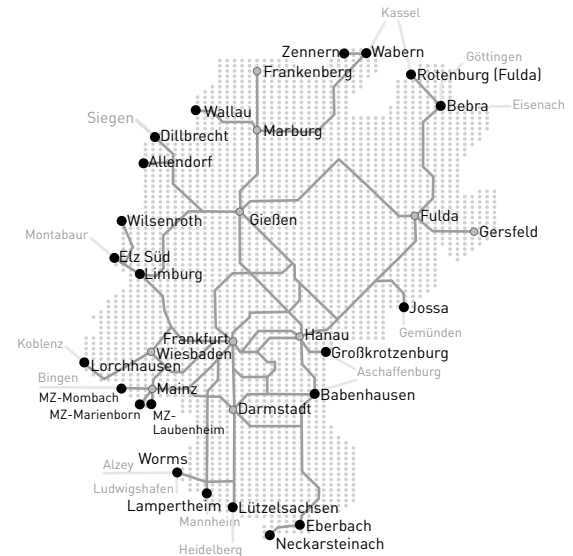 Kassel
Zennern
Wabern
Göttingen
Frankenberg
Rotenburg (Fulda)
Bebra
Eisenach
Wallau
Siegen
Marburg
Dillbrecht
Allendorf
Gießen
Fulda
Wilsenroth
Gersfeld
Montabaur
Elz Süd
Limburg
Jossa
Gemünden
Koblenz
Frankfurt
Hanau
Wiesbaden
Großkrotzenburg
Lorchhausen
Aschaffenburg
Bingen
Mainz
MZ-Mombach
Babenhausen
MZ-Marienborn
MZ-
Laubenheim
Darmstadt
Worms
Alzey
Ludwigshafen
Lampertheim
Lützelsachsen
Mannheim
Eberbach
Neckarsteinach
Heidelberg